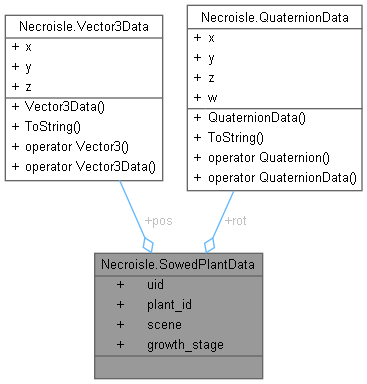 Necroisle.Vector3Data
+ x
+ y
+ z
+ Vector3Data()
+ ToString()
+ operator Vector3()
+ operator Vector3Data()
Necroisle.QuaternionData
+ x
+ y
+ z
+ w
+ QuaternionData()
+ ToString()
+ operator Quaternion()
+ operator QuaternionData()
+pos
+rot
Necroisle.SowedPlantData
+ uid
+ plant_id
+ scene
+ growth_stage